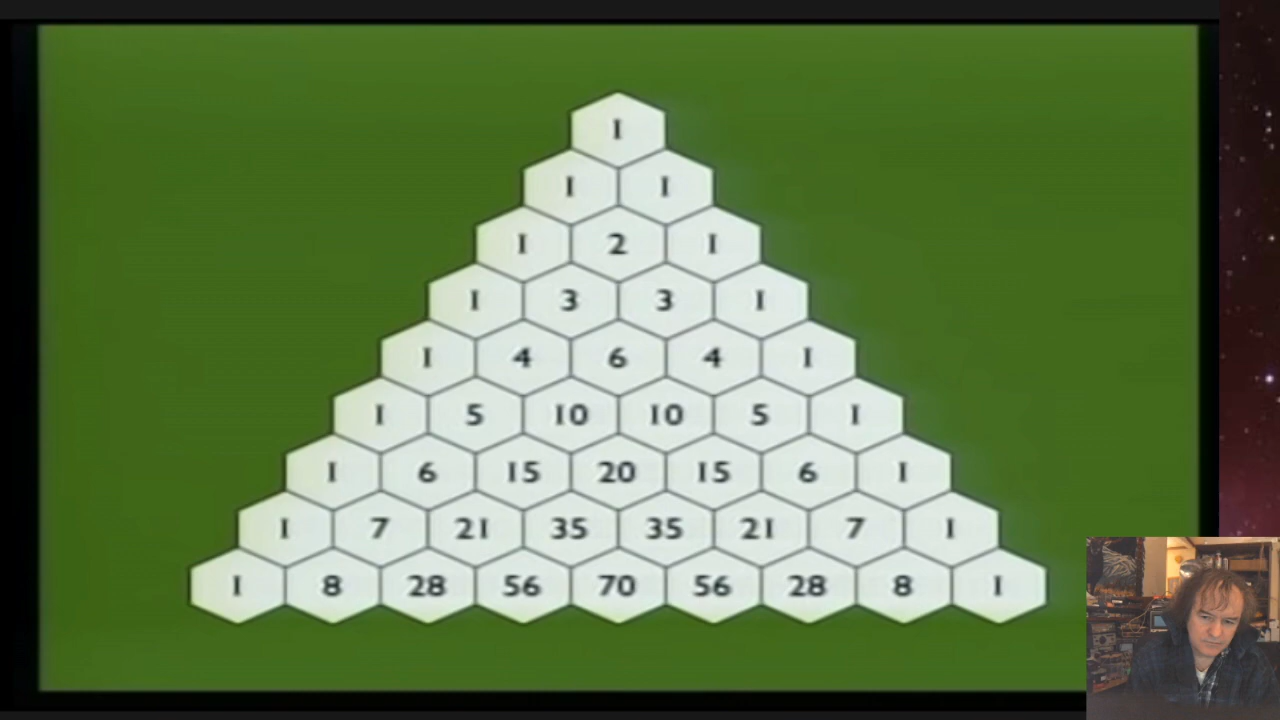 1
1 1
1 2 1
1 3 3 1
1 4 6 4 1
1 5 10 10 5 1
1 6 15 20 15 6 1
1 7 21 35 35 21 7 1
1 8 28 56 70 56 28 8 1